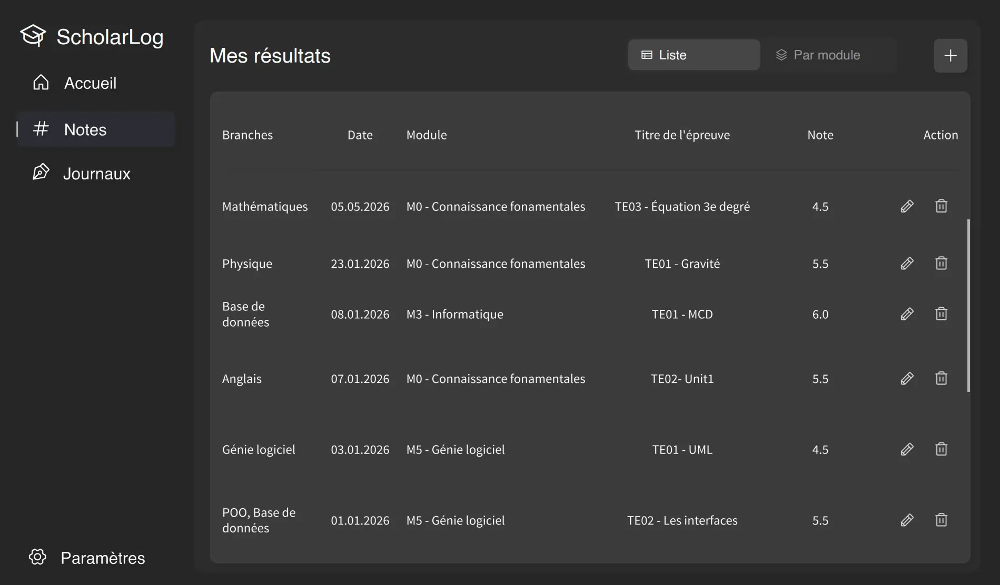 ScholarLog
Accueil
Notes
Journaux
Paramètres
Mes résultats
Liste
Par module
Branches Date Module Titre de l'épreuve Note Action
Mathématiques 05.05.2026 M0 - Connaissance fonamentales TE03 - Équation 3e degré 4.5
Physique 23.01.2026 M0 - Connaissance fonamentales TE01 - Gravité 5.5
Base de
données 08.01.2026 M3 - Informatique TE01 - MCD 6.0
Anglais 07.01.2026 M0 - Connaissance fonamentales TE02- Unit1 5.5
Génie logiciel 03.01.2026 M5 - Génie logiciel TE01 - UML 4.5
POO, Base de
données 01.01.2026 M5 - Génie logiciel TE02 - Les interfaces 5.5